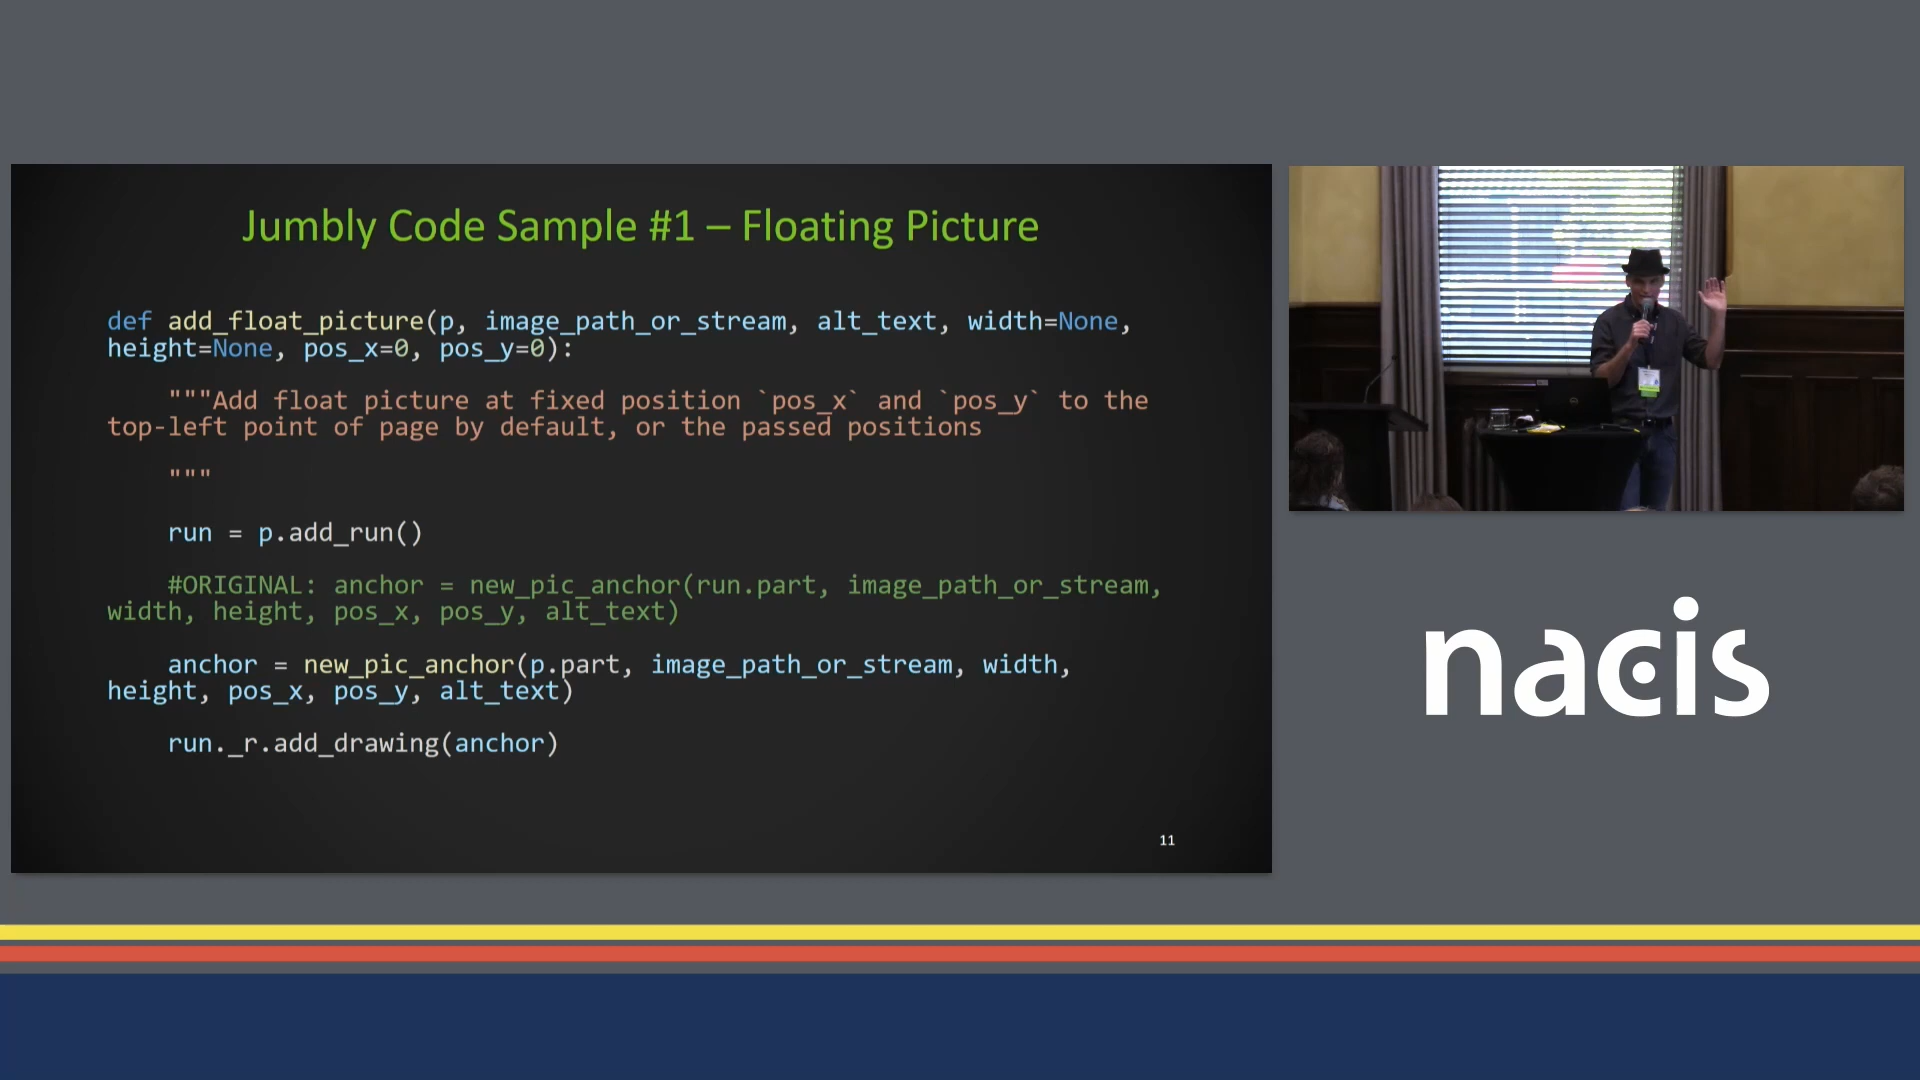 Jumbly Code Sample #1 – Floating Picture
def add_float_picture(p, image_path_or_stream, alt_text, width=None,
height=None, pos_x=0, pos_y=0):
"""Add float picture at fixed position `pos_x` and `pos_y` to the
top-left point of page by default, or the passed positions
"""
run = p.add_run()
#ORIGINAL: anchor = new_pic_anchor(run.part, image_path_or_stream,
width, height, pos_x, pos_y, alt_text)
anchor = new_pic_anchor(p.part, image_path_or_stream, width,
height, pos_x, pos_y, alt_text)
run._r.add_drawing(anchor)
11
nacis